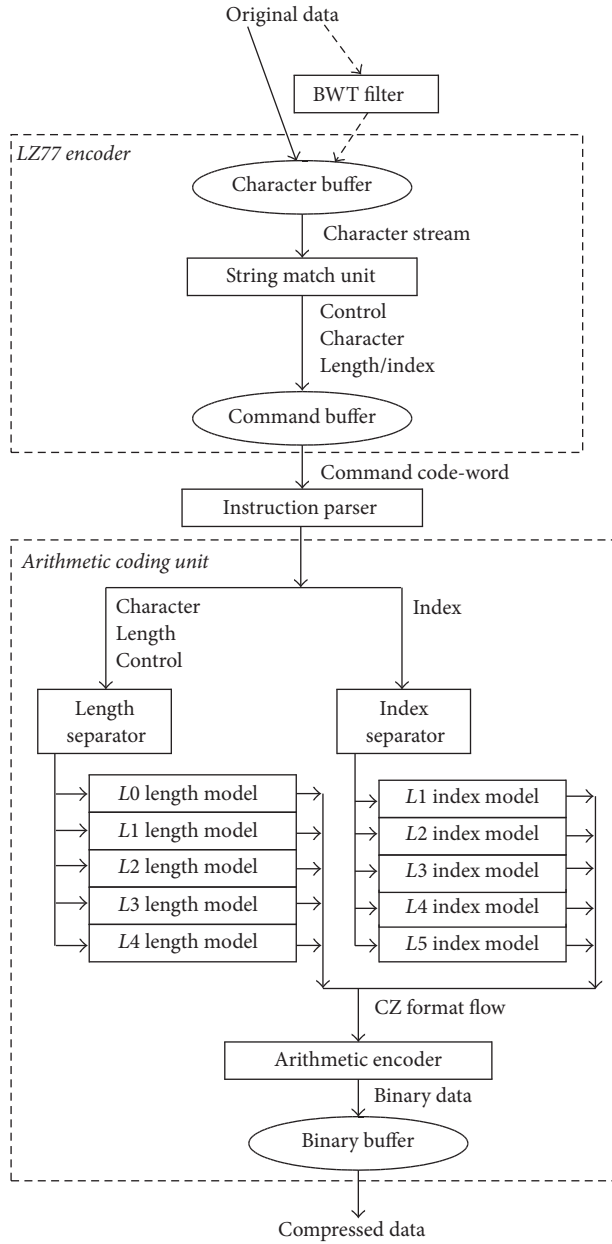 Original data
BWT filter
LZ77 encoder
Character buffer
Character stream
String match unit
Control
Character
Length/index
Command buffer
Command code-word
Instruction parser
Arithmetic coding unit
Character
Length
Control
Index
Length
separator
Index
separator
L0 length model
L1 length model
L2 length model
L3 length model
L4 length model
L1 index model
L2 index model
L3 index model
L4 index model
L5 index model
CZ format flow
Arithmetic encoder
Binary data
Binary buffer
Compressed data